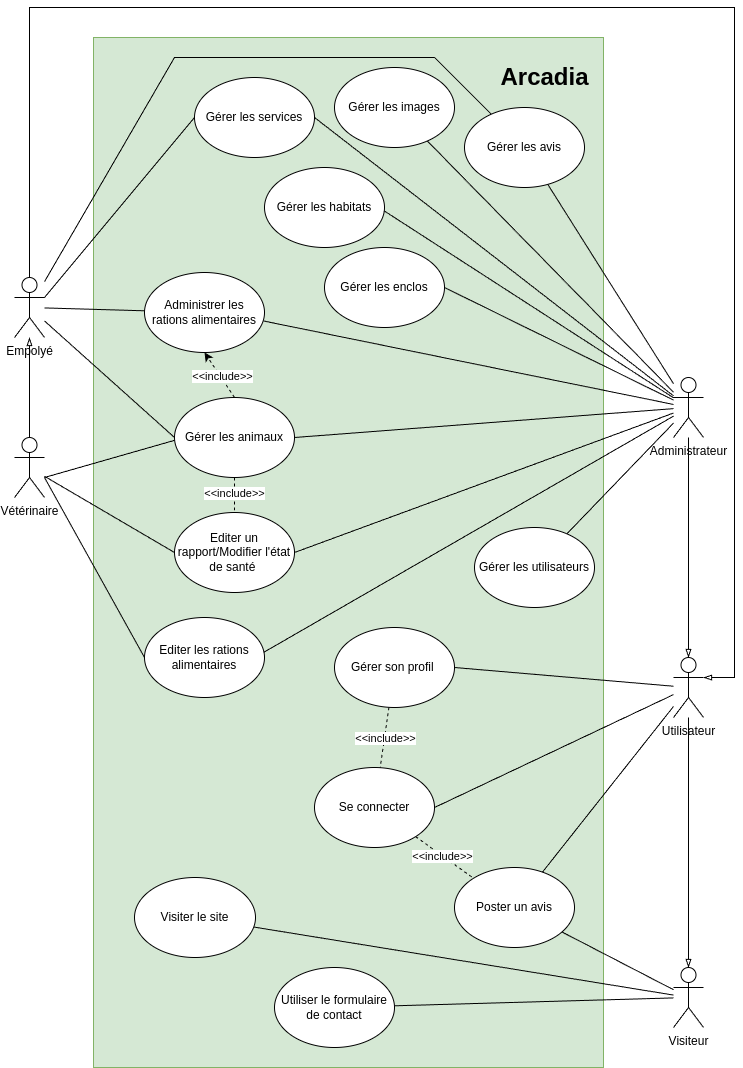 Arcadia
Gérer les services
Gérer les images
Gérer les avis
Gérer les habitats
Gérer les enclos
Administrer les
rations alimentaires
Empolyé
<<include>>
Gérer les animaux
Administrateur
<<include>>
Vétérinaire
Editer un
rapport/Modifier l'état
de santé
Gérer les utilisateurs
Editer les rations
alimentaires
Gérer son profil
Utilisateur
<<include>>
Se connecter
<<include>>
Poster un avis
Visiter le site
Utiliser le formulaire
de contact
Visiteur